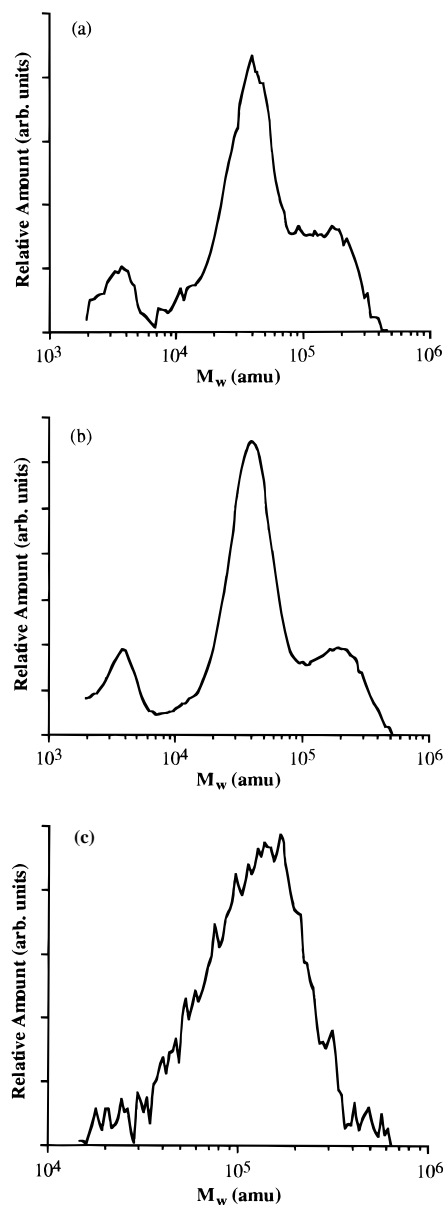 (a)
Relative Amount (arb. units)
10³ 10⁴ 10⁵ 10⁶
M_w (amu)
(b)
Relative Amount (arb. units)
10³ 10⁴ 10⁵ 10⁶
M_w (amu)
(c)
Relative Amount (arb. units)
10⁴ 10⁵ 10⁶
M_w (amu)